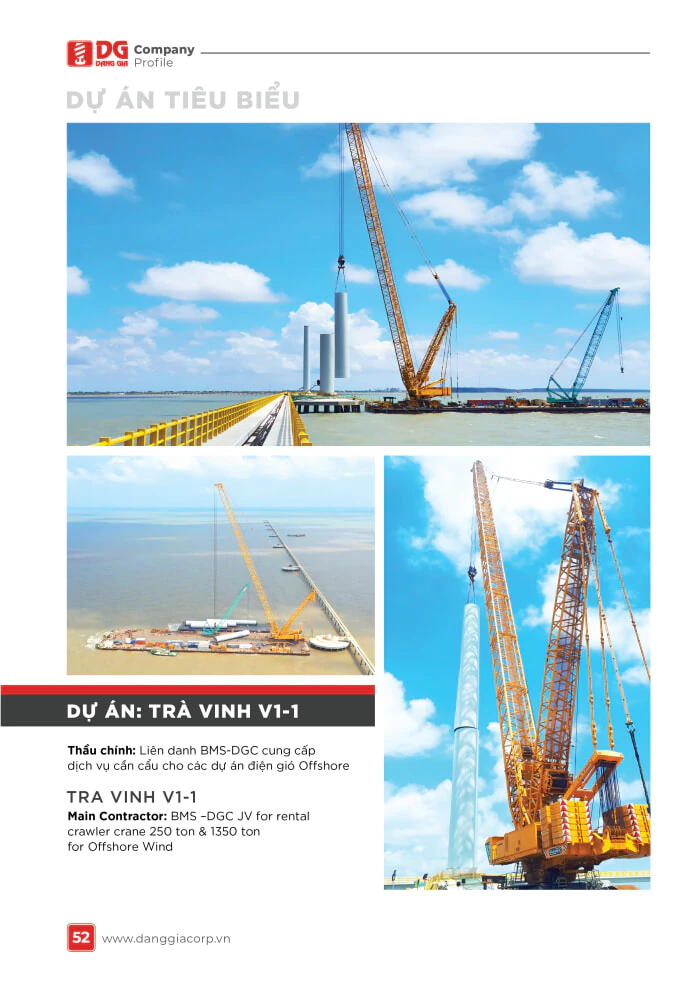 DG
DANG GIA
Company
Profile
DỰ ÁN TIÊU BIỂU
DỰ ÁN: TRÀ VINH V1-1
Thầu chính: Liên danh BMS-DGC cung cấp
dịch vụ cần cẩu cho các dự án điện gió Offshore
TRA VINH V1-1
Main Contractor: BMS –DGC JV for rental
crawler crane 250 ton & 1350 ton
for Offshore Wind
52 www.danggiacorp.vn